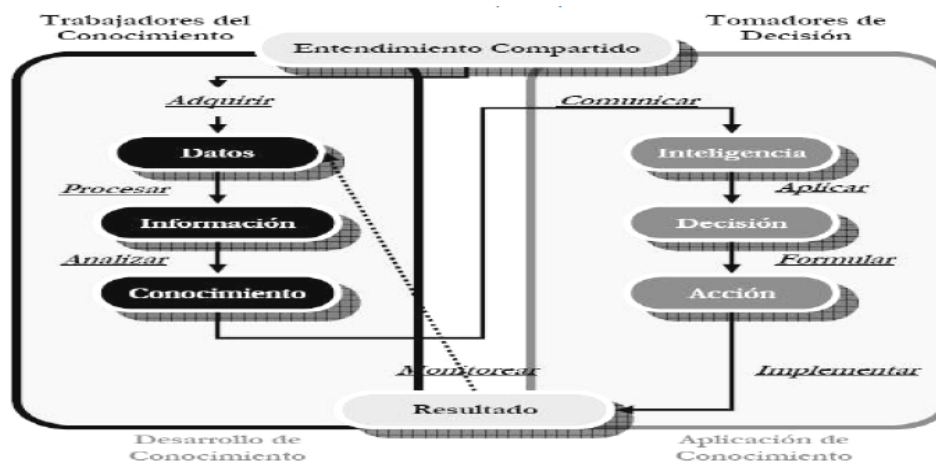 Trabajadores del
Conocimiento
Tomadores de
Decisión
Entendimiento Compartido
Adquirir
Comunicar
Datos
Inteligencia
Procesar
Aplicar
Información
Decisión
Analizar
Formular
Conocimiento
Acción
Monitorear
Implementar
Resultado
Desarrollo de
Conocimiento
Aplicación de
Conocimiento